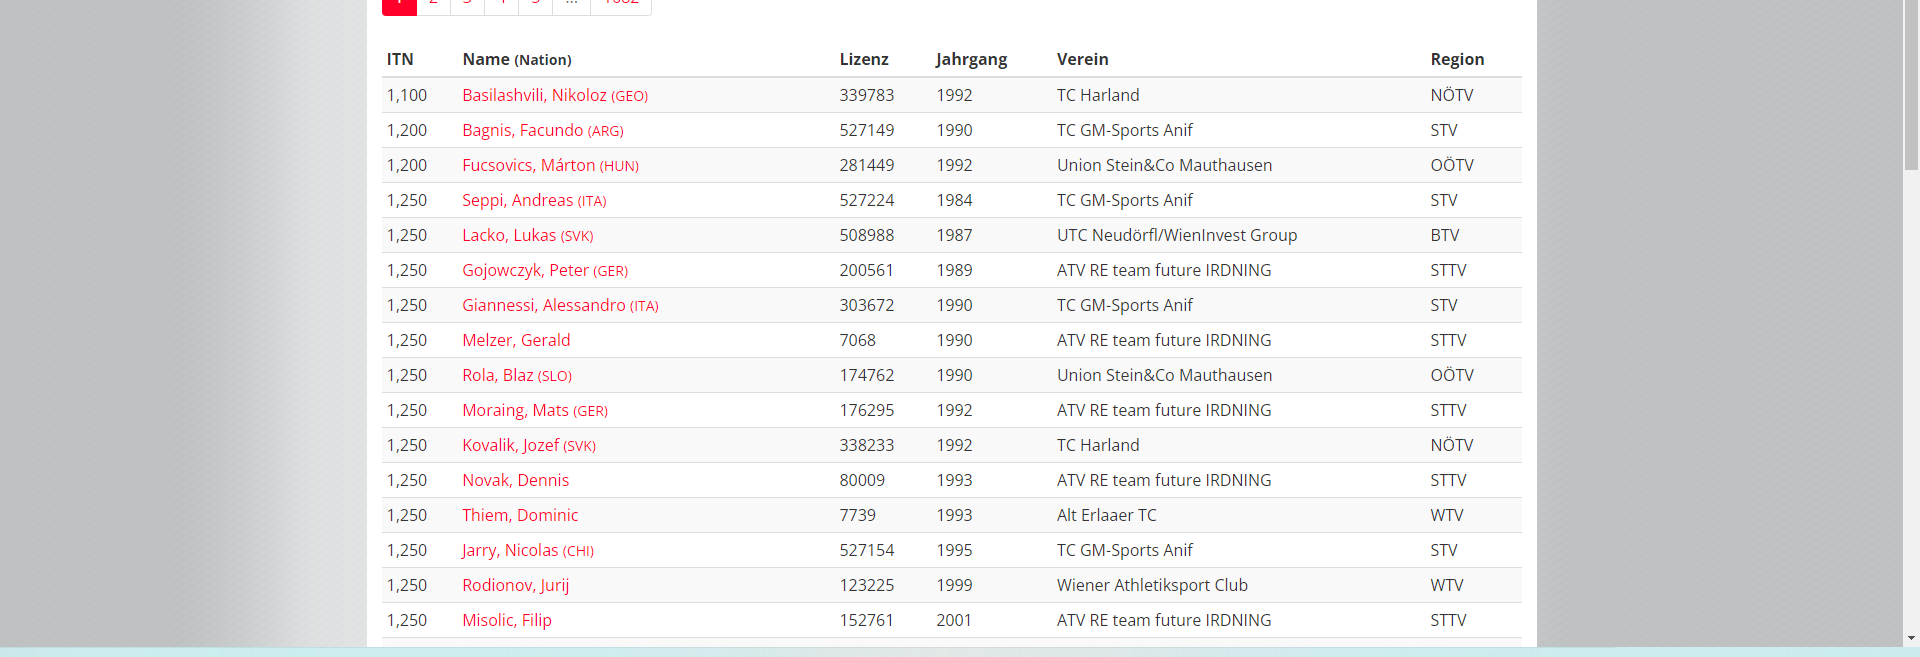 1 2 3 4 5 ... 1082
ITN Name (Nation) Lizenz Jahrgang Verein Region
1,100 Basilashvili, Nikoloz (GEO) 339783 1992 TC Harland NÖTV
1,200 Bagnis, Facundo (ARG) 527149 1990 TC GM-Sports Anif STV
1,200 Fucsovics, Márton (HUN) 281449 1992 Union Stein&Co Mauthausen OÖTV
1,250 Seppi, Andreas (ITA) 527224 1984 TC GM-Sports Anif STV
1,250 Lacko, Lukas (SVK) 508988 1987 UTC Neudörfl/WienInvest Group BTV
1,250 Gojowczyk, Peter (GER) 200561 1989 ATV RE team future IRDNING STTV
1,250 Giannessi, Alessandro (ITA) 303672 1990 TC GM-Sports Anif STV
1,250 Melzer, Gerald 7068 1990 ATV RE team future IRDNING STTV
1,250 Rola, Blaz (SLO) 174762 1990 Union Stein&Co Mauthausen OÖTV
1,250 Moraing, Mats (GER) 176295 1992 ATV RE team future IRDNING STTV
1,250 Kovalik, Jozef (SVK) 338233 1992 TC Harland NÖTV
1,250 Novak, Dennis 80009 1993 ATV RE team future IRDNING STTV
1,250 Thiem, Dominic 7739 1993 Alt Erlaaer TC WTV
1,250 Jarry, Nicolas (CHI) 527154 1995 TC GM-Sports Anif STV
1,250 Rodionov, Jurij 123225 1999 Wiener Athletiksport Club WTV
1,250 Misolic, Filip 152761 2001 ATV RE team future IRDNING STTV